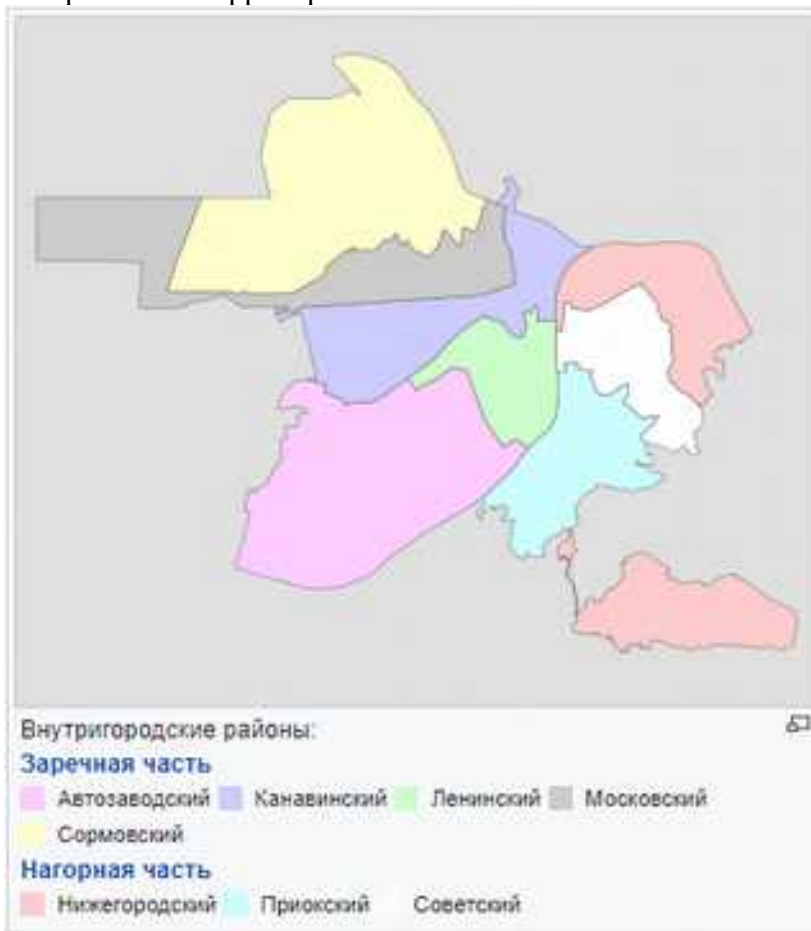 Внутригородские районы:
Заречная часть
Автозаводский Канавинский Ленинский Московский
Сормовский
Нагорная часть
Нижегородский Приокский Советский